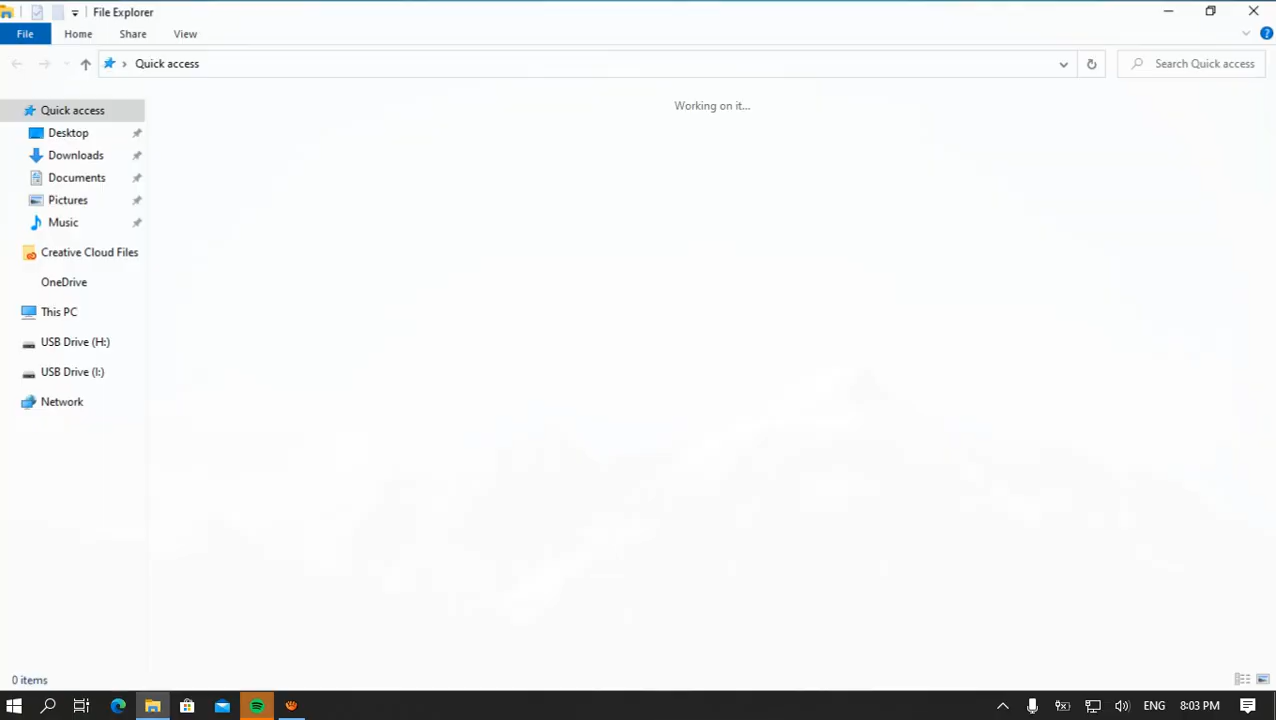 File Explorer
File Home Share View
Quick access
Search Quick access
Working on it...
Quick access
Desktop
Downloads
Documents
Pictures
Music
Creative Cloud Files
OneDrive
This PC
USB Drive (H:)
USB Drive (I:)
Network
0 items
ENG 8:03 PM